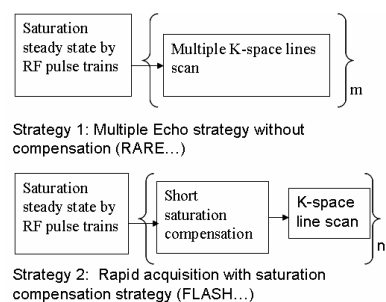 Saturation
steady state by
RF pulse trains
Multiple K-space lines
scan
m
Strategy 1: Multiple Echo strategy without
compensation (RARE…)
Saturation
steady state by
RF pulse trains
Short
saturation
compensation
K-space
line scan
n
Strategy 2:  Rapid acquisition with saturation
compensation strategy (FLASH…)